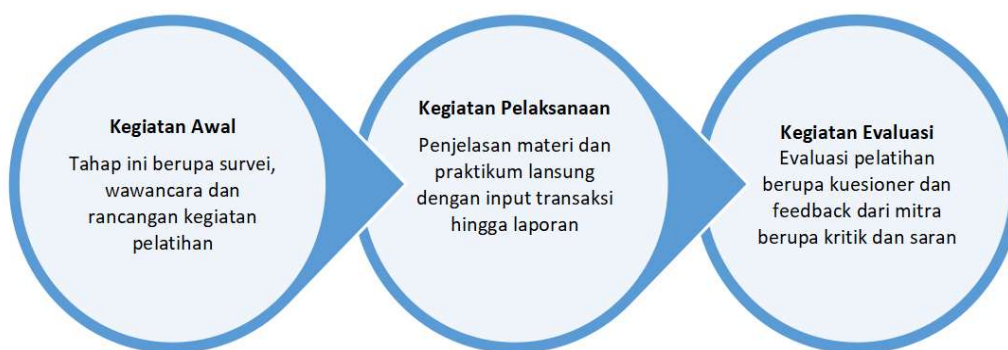 Kegiatan Awal
Tahap ini berupa survei,
wawancara dan
rancangan kegiatan
pelatihan
Kegiatan Pelaksanaan
Penjelasan materi dan
praktikum lansung
dengan input transaksi
hingga laporan
Kegiatan Evaluasi
Evaluasi pelatihan
berupa kuesioner dan
feedback dari mitra
berupa kritik dan saran